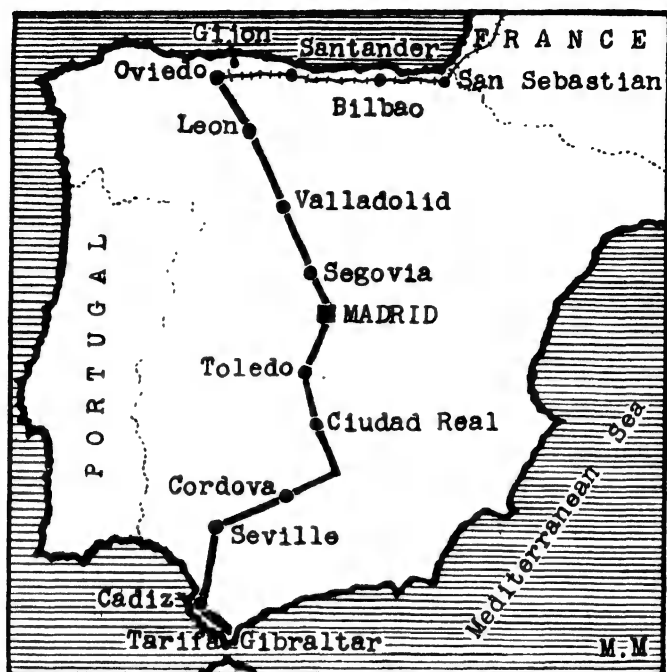 Gijon
FRANCE
Santander
Oviedo
San Sebastian
Bilbao
Leon
Valladolid
Segovia
MADRID
PORTUGAL
Toledo
Ciudad Real
Cordova
Seville
Mediterranean Sea
Cadiz
Tarifa Gibraltar
M.M